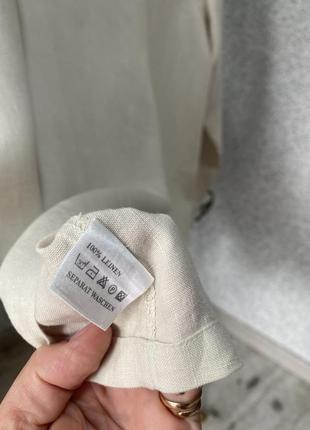 100% LEINEN
SEPARAT WASCHEN